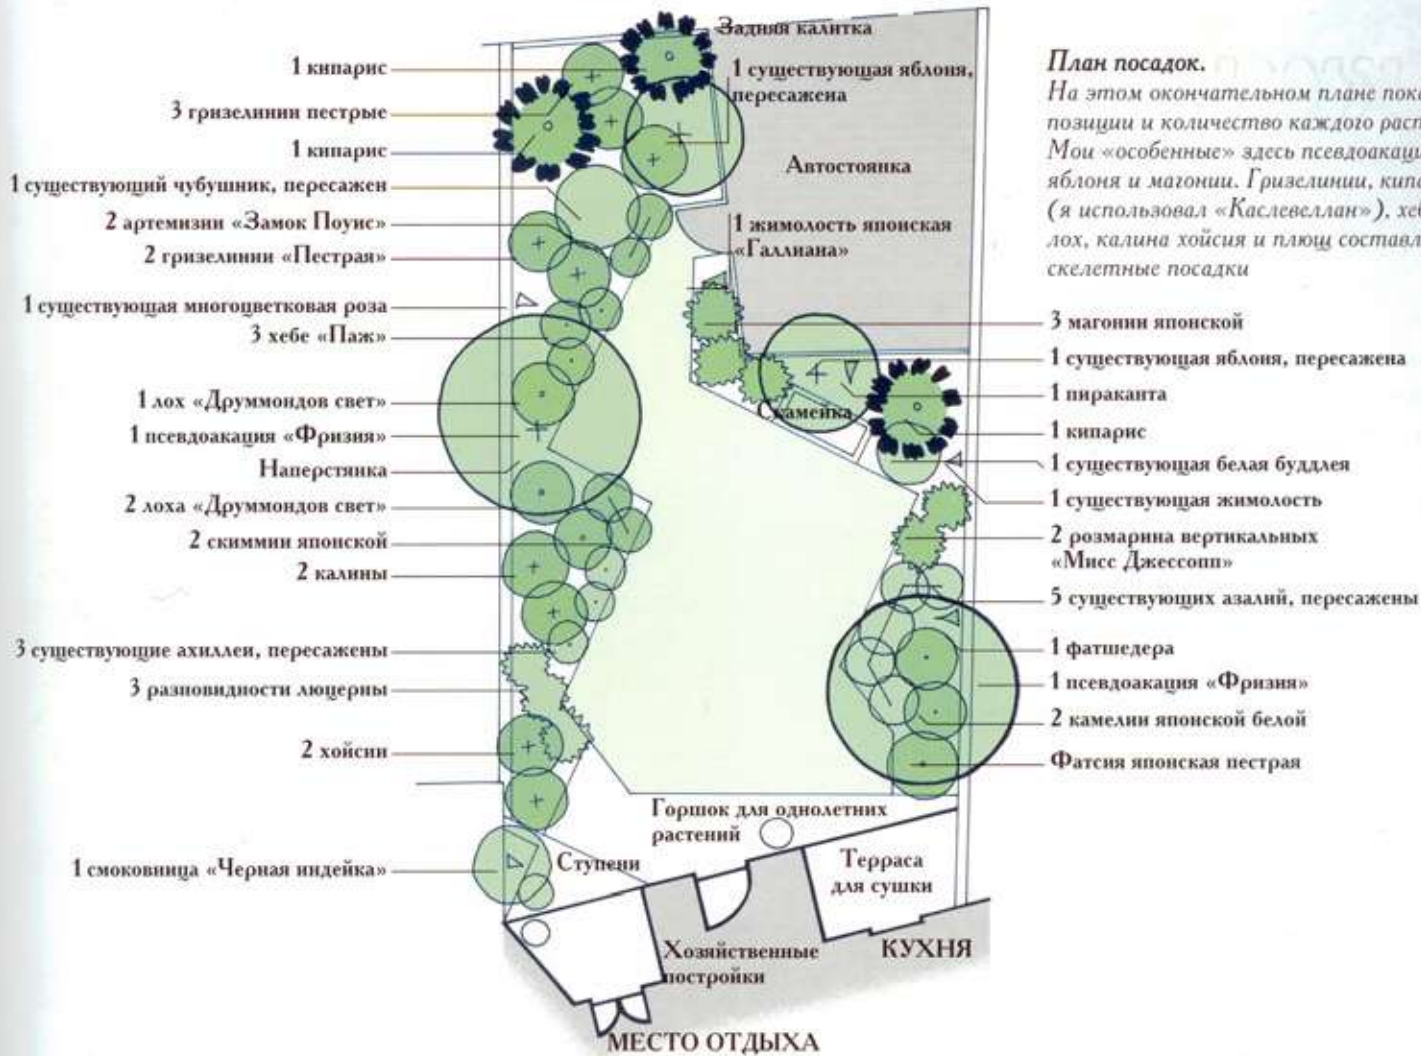 Задняя калитка
1 кипарис
3 гризелинии пестрые
1 кипарис
1 существующий чубушник, пересажен
2 артемизии «Замок Поуис»
2 гризелинии «Пестрая»
1 существующая многоцветковая роза
3 хебе «Паж»
1 лох «Друммондов свет»
1 псевдоакация «Фризия»
Наперстянка
2 лоха «Друммондов свет»
2 скиммии японской
2 калины
3 существующие ахиллеи, пересажены
3 разновидности люцерны
2 хойсии
1 смоковница «Черная индейка»
1 существующая яблоня,
пересажена
Автостоянка
1 жимолость японская
«Галлиана»
Скамейка
Горшок для однолетних
растений
Ступени
Терраса
для сушки
Хозяйственные
постройки
КУХНЯ
МЕСТО ОТДЫХА
План посадок.
На этом окончательном плане
позиции и количество каждого
Мои «особенные» здесь
яблоня и магонии. Гризелинии,
(я использовал «Каслевеллан»),
лох, калина хойсия и плющ
скелетные посадки
3 магонии японской
1 существующая яблоня, пересажена
1 пираканта
1 кипарис
1 существующая белая буддлея
1 существующая жимолость
2 розмарина вертикальных
«Мисс Джессопп»
5 существующих азалий, пересажены
1 фатшедера
1 псевдоакация «Фризия»
2 камелии японской белой
Фатсия японская пестрая